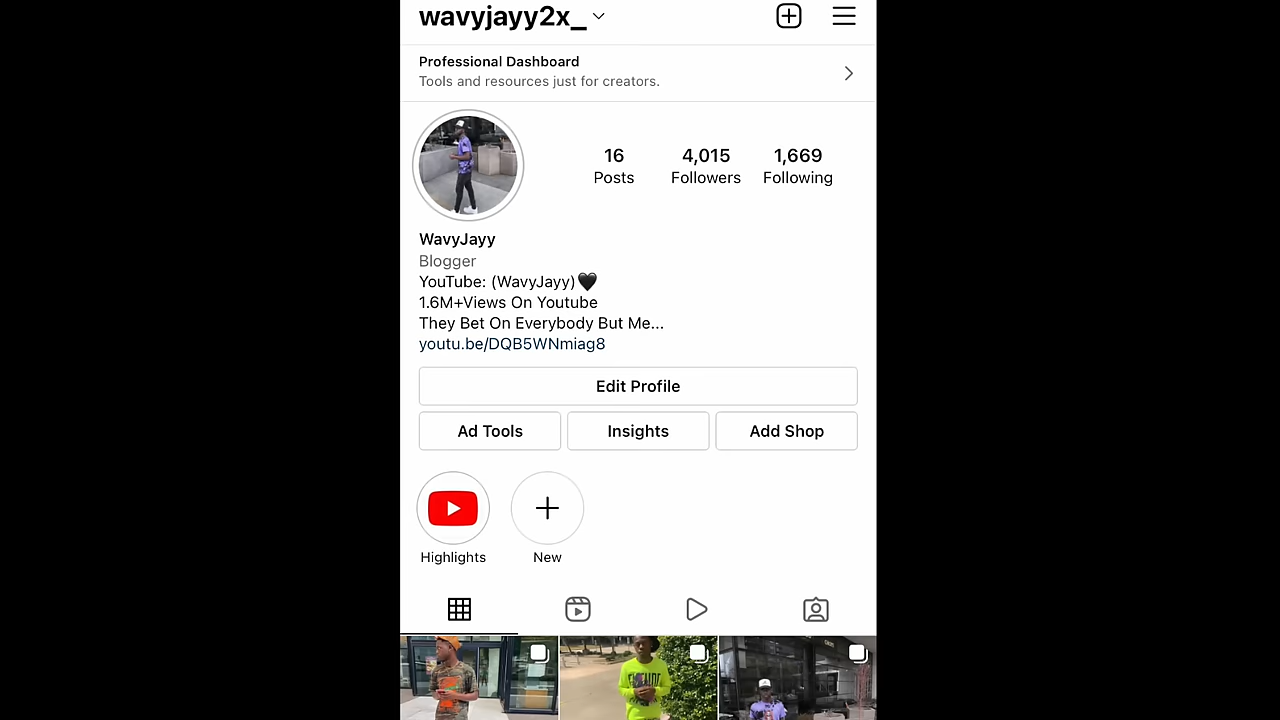 wavyjayy2x_
Professional Dashboard
Tools and resources just for creators.
16
Posts
4,015
Followers
1,669
Following
WavyJayy
Blogger
YouTube: (WavyJayy)🖤
1.6M+Views On Youtube
They Bet On Everybody But Me...
youtu.be/DQB5WNmiag8
Edit Profile
Ad Tools
Insights
Add Shop
Highlights
New